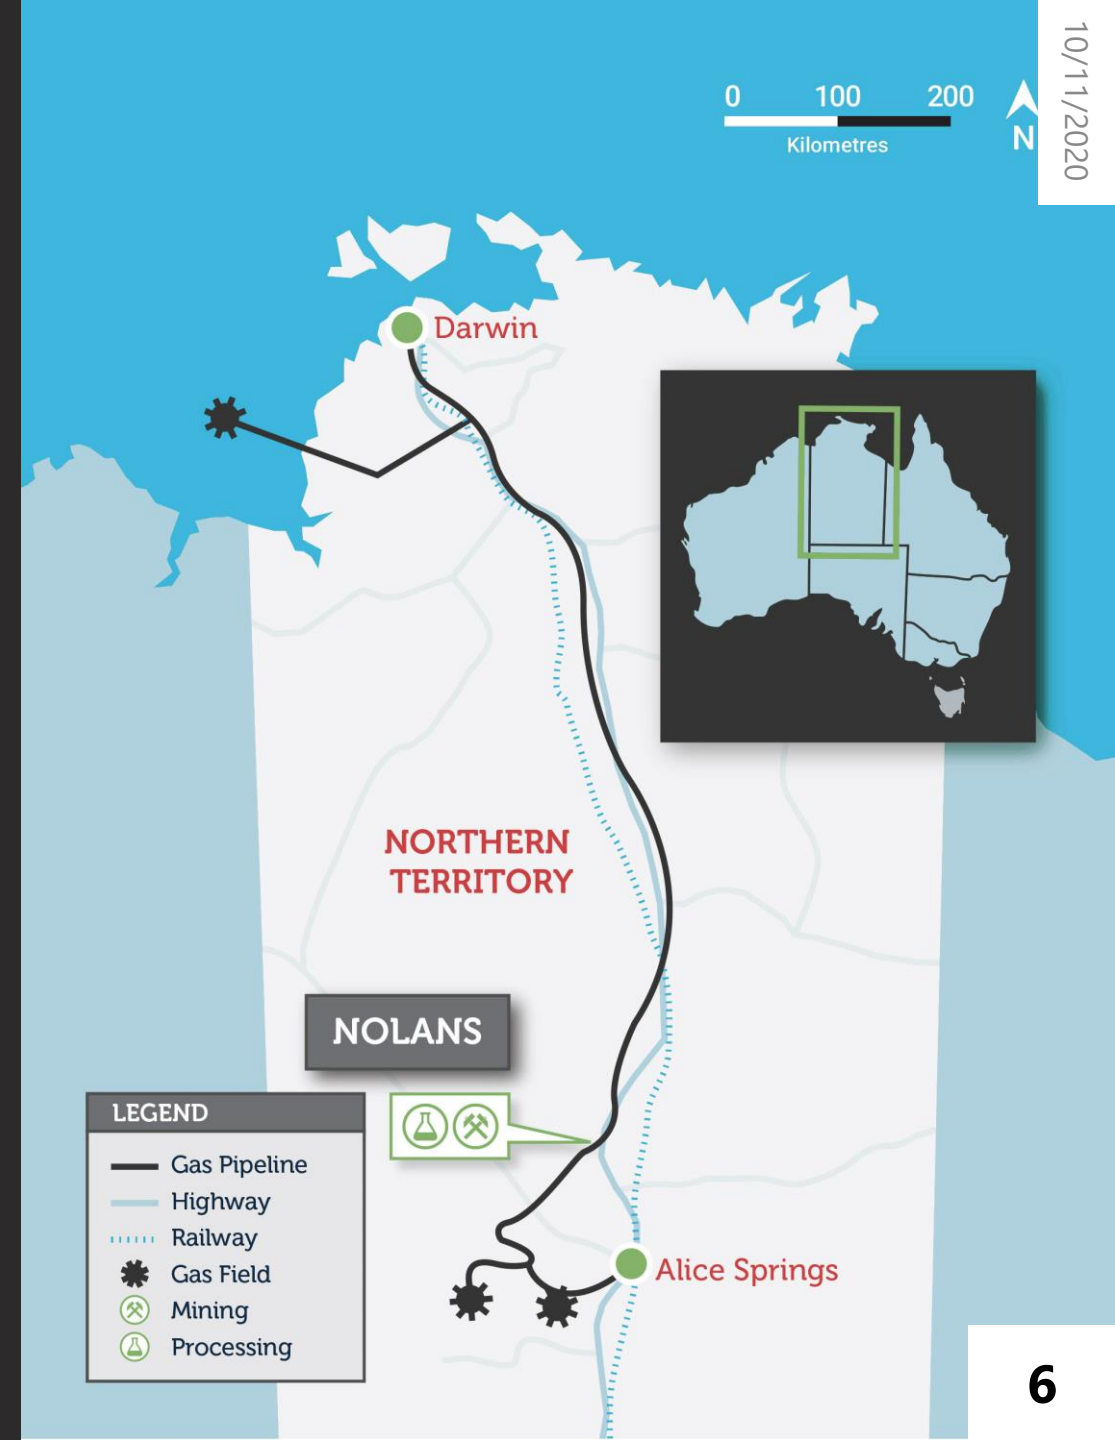 10/11/2020
0 100 200
Kilometres
N
Darwin
NORTHERN
TERRITORY
NOLANS
LEGEND
Gas Pipeline
Highway
Railway
Gas Field
Mining
Processing
Alice Springs
6